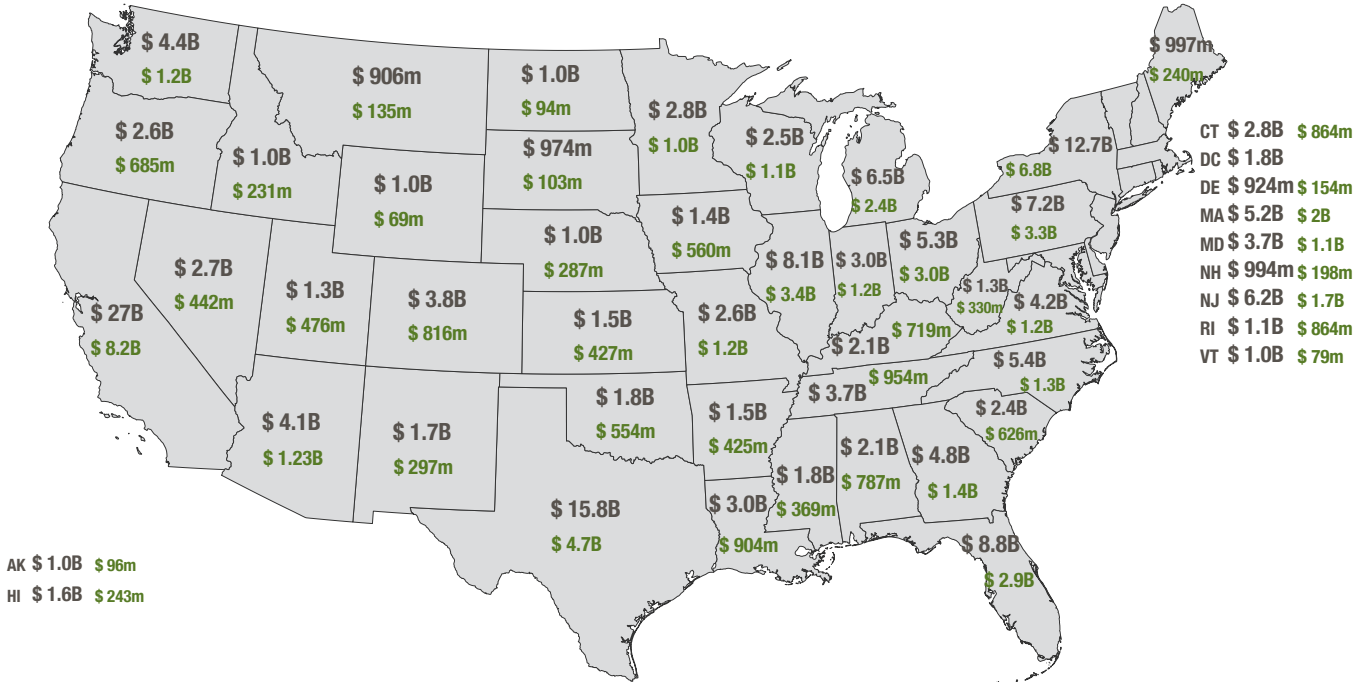 $ 4.4B
$ 1.2B
$ 906m
$ 135m
$ 1.0B
$ 94m
$ 2.8B
$ 1.0B
$ 997m
$ 240m
$ 2.6B
$ 685m
$ 1.0B
$ 231m
$ 1.0B
$ 69m
$ 974m
$ 103m
$ 2.5B
$ 1.1B
$ 6.5B
$ 2.4B
$ 12.7B
$ 6.8B
$ 7.2B
$ 3.3B
$ 27B
$ 8.2B
$ 2.7B
$ 442m
$ 1.3B
$ 476m
$ 3.8B
$ 816m
$ 1.0B
$ 287m
$ 1.5B
$ 427m
$ 1.4B
$ 560m
$ 2.6B
$ 1.2B
$ 8.1B
$ 3.4B
$ 3.0B
$ 1.2B
$ 5.3B
$ 3.0B
$ 1.3B
$ 330m
$ 4.2B
$ 1.2B
$ 719m
$ 2.1B
$ 954m
$ 3.7B
$ 5.4B
$ 1.3B
$ 4.1B
$ 1.23B
$ 1.7B
$ 297m
$ 1.8B
$ 554m
$ 1.5B
$ 425m
$ 2.4B
$ 626m
$ 15.8B
$ 4.7B
$ 3.0B
$ 904m
$ 1.8B
$ 369m
$ 2.1B
$ 787m
$ 4.8B
$ 1.4B
$ 8.8B
$ 2.9B
CT $ 2.8B $ 864m
DC $ 1.8B
DE $ 924m $ 154m
MA $ 5.2B $ 2B
MD $ 3.7B $ 1.1B
NH $ 994m $ 198m
NJ $ 6.2B $ 1.7B
RI $ 1.1B $ 864m
VT $ 1.0B $ 79m
AK $ 1.0B $ 96m
HI $ 1.6B $ 243m